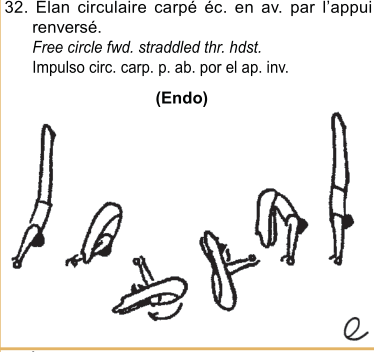 32. Elan circulaire carpé éc. en av. par l'appui
renversé.
Free circle fwd. straddled thr. hdst.
Impulso circ. carp. p. ab. por el ap. inv.
(Endo)
e